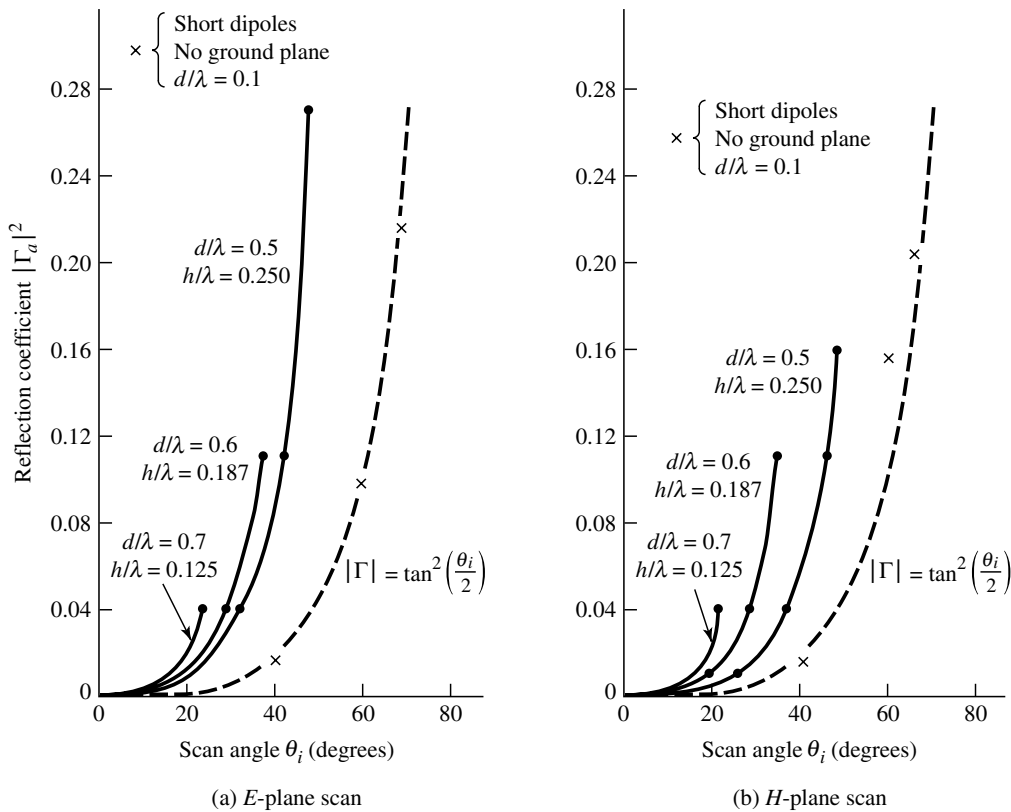 Short dipoles
× { No ground plane
d/λ = 0.1
Reflection coefficient |Γₐ|²
0.28
0.24
0.20
0.16
0.12
0.08
0.04
0
d/λ = 0.5
h/λ = 0.250
d/λ = 0.6
h/λ = 0.187
d/λ = 0.7
h/λ = 0.125
|Γ| = tan²(θᵢ/2)
0 20 40 60 80
Scan angle θᵢ (degrees)
(a) E-plane scan
Short dipoles
× { No ground plane
d/λ = 0.1
0.28
0.24
0.20
0.16
0.12
0.08
0.04
0
d/λ = 0.5
h/λ = 0.250
d/λ = 0.6
h/λ = 0.187
d/λ = 0.7
h/λ = 0.125
|Γ| = tan²(θᵢ/2)
0 20 40 60 80
Scan angle θᵢ (degrees)
(b) H-plane scan